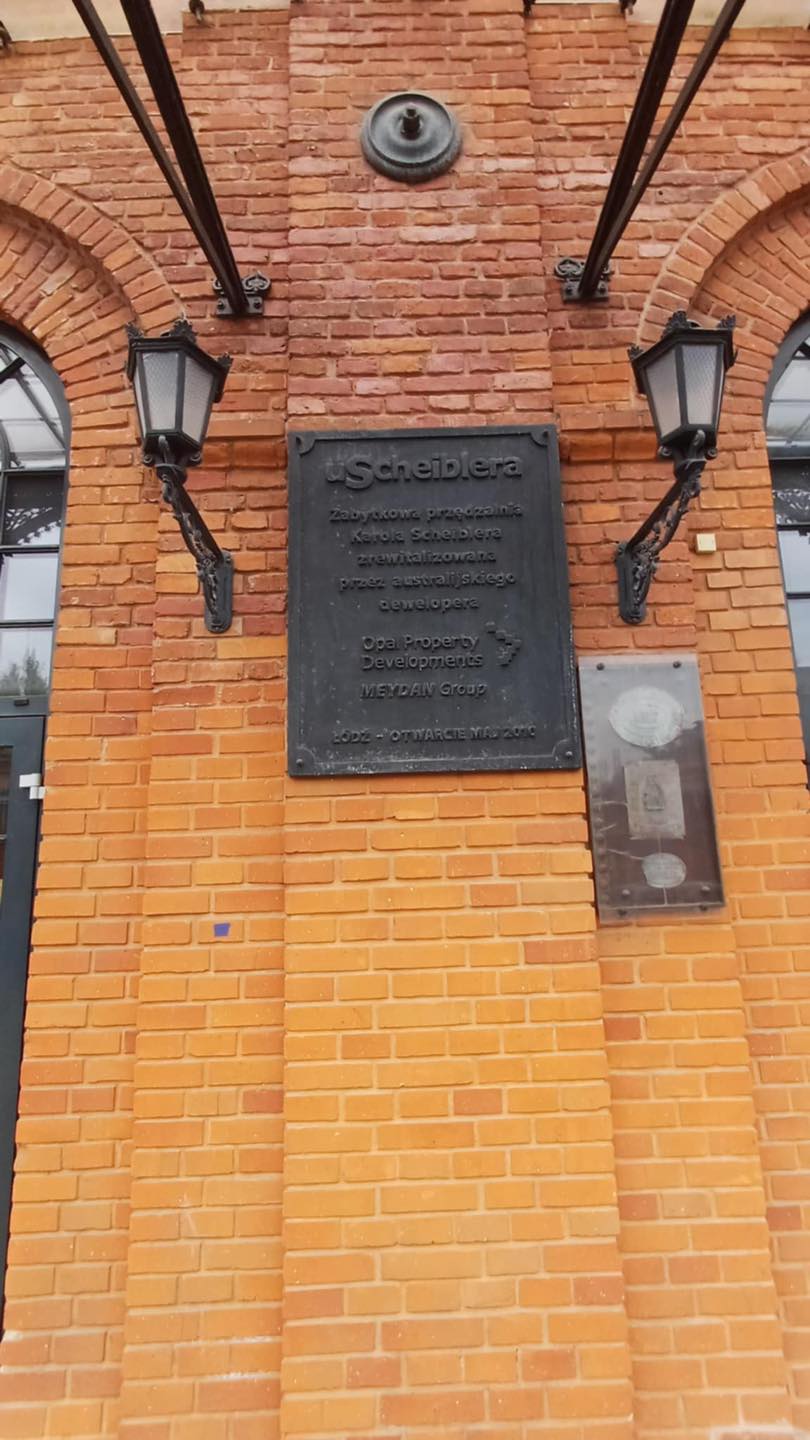 uScheiblera
Zabytkowa przędzalnia
Karola Scheiblera
zrewitalizowana
przez australijskiego
dewelopera
Opal Property
Developments
MEYDAN Group
ŁÓDŹ - OTWARCIE MAJ 2010